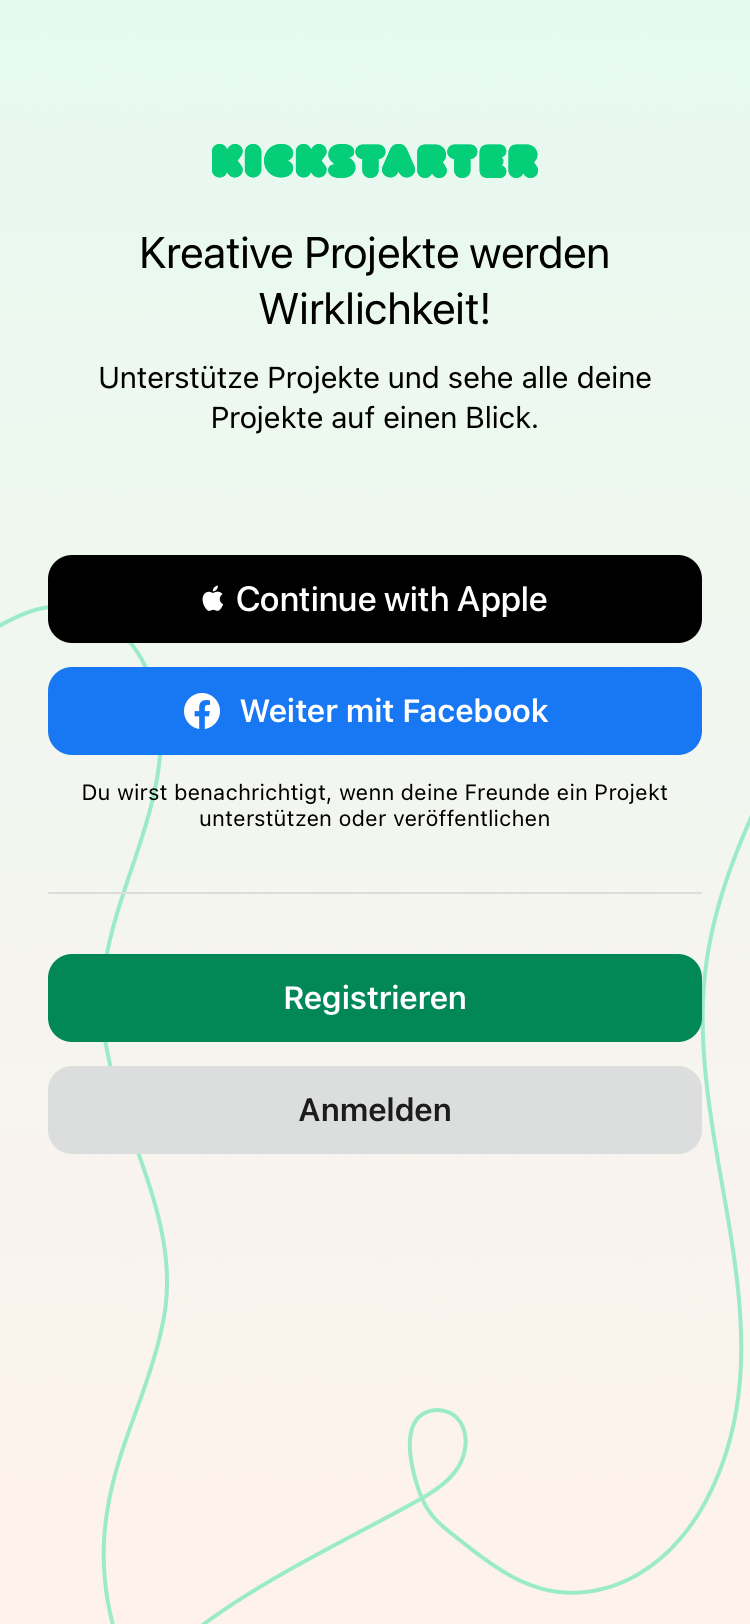 KICKSTARTER
Kreative Projekte werden
Wirklichkeit!
Unterstütze Projekte und sehe alle deine
Projekte auf einen Blick.
Continue with Apple
Weiter mit Facebook
Du wirst benachrichtigt, wenn deine Freunde ein Projekt
unterstützen oder veröffentlichen
Registrieren
Anmelden